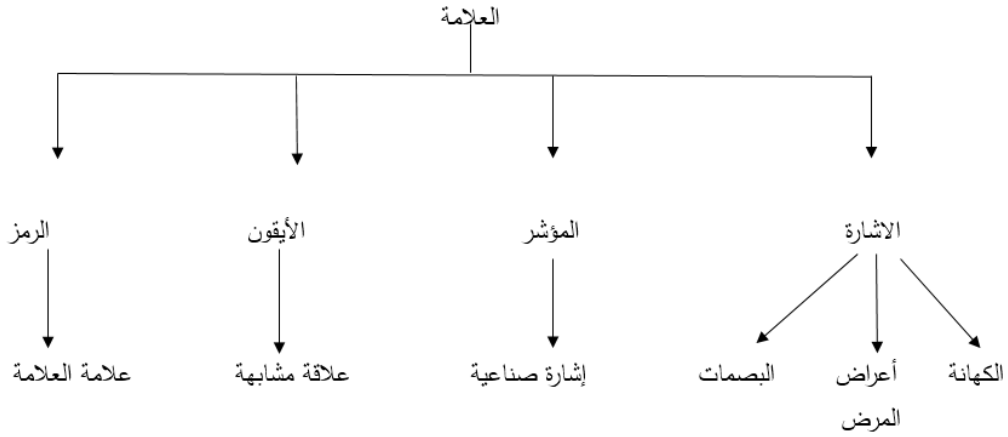 العلامة
الاشارة
المؤشر
الأيقون
الرمز
الكهانة
أعراض
المرض
البصمات
إشارة صناعية
علاقة مشابهة
علامة العلامة